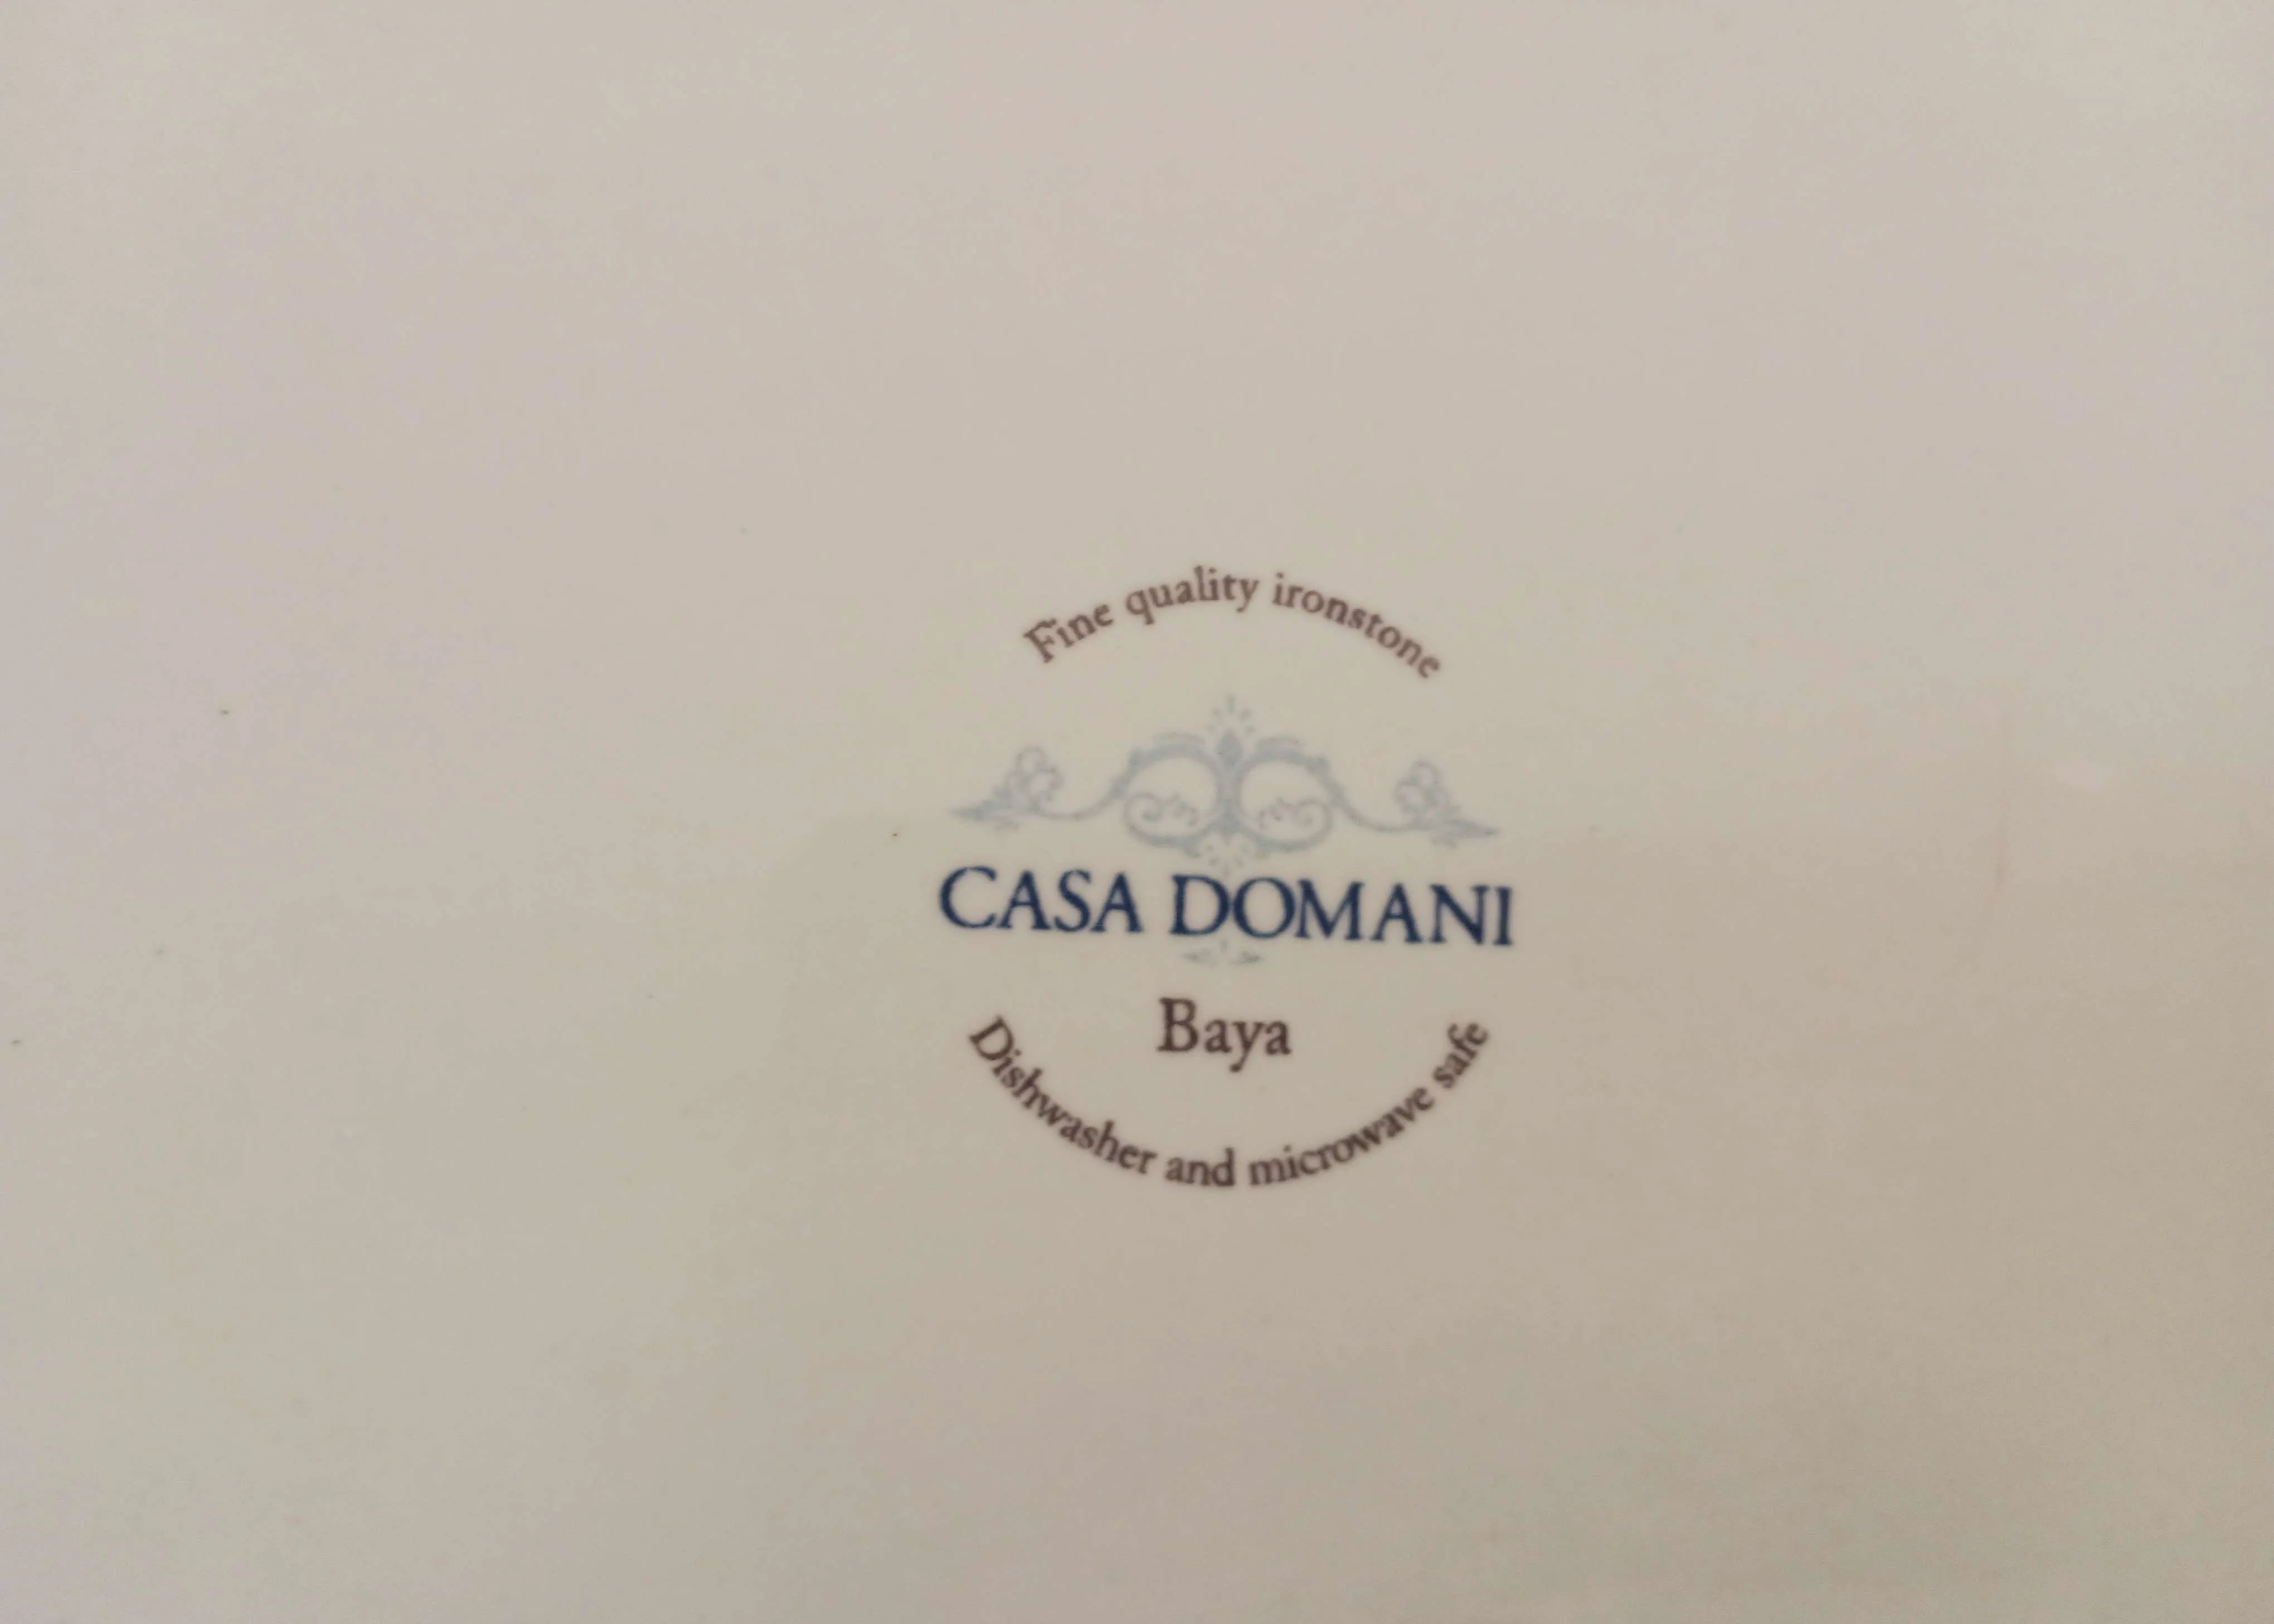 Fine quality ironstone
CASA DOMANI
Baya
Dishwasher and microwave safe